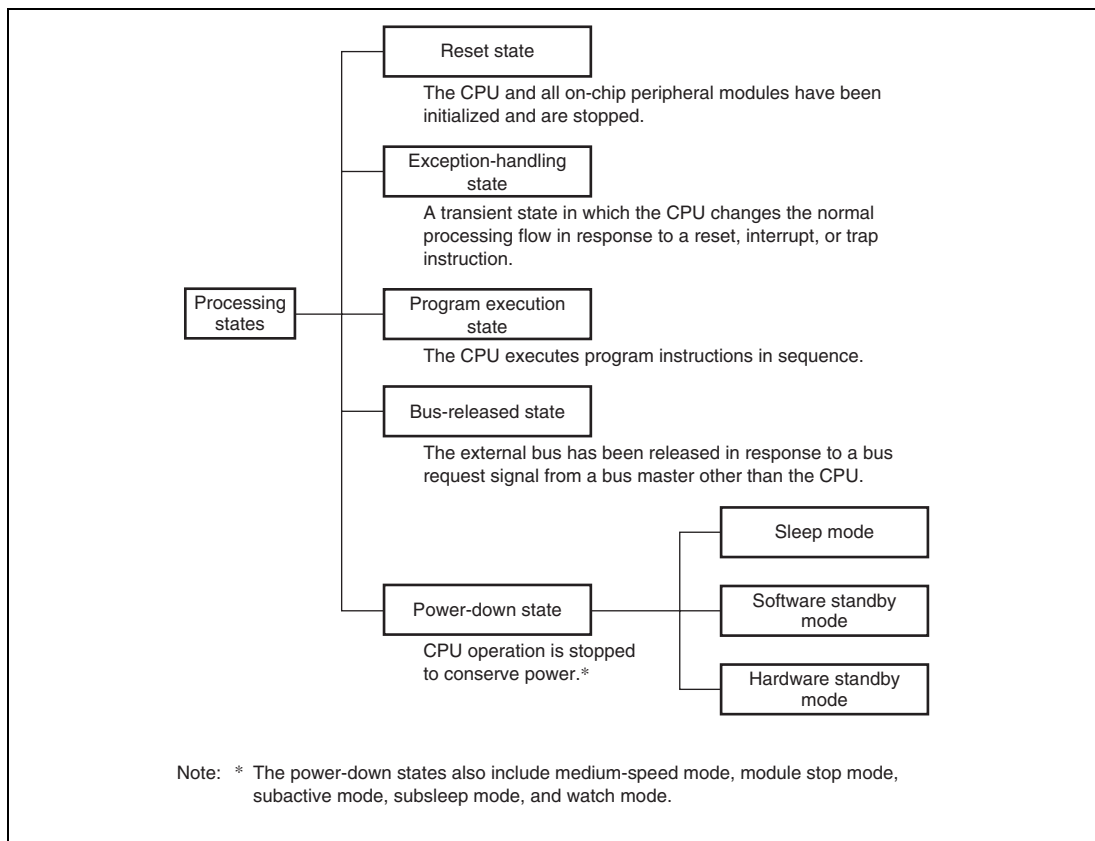 Reset state
The CPU and all on-chip peripheral modules have been
initialized and are stopped.
Exception-handling
state
A transient state in which the CPU changes the normal
processing flow in response to a reset, interrupt, or trap
instruction.
Processing
states
Program execution
state
The CPU executes program instructions in sequence.
Bus-released state
The external bus has been released in response to a bus
request signal from a bus master other than the CPU.
Sleep mode
Power-down state
Software standby
mode
CPU operation is stopped
to conserve power.*
Hardware standby
mode
Note: * The power-down states also include medium-speed mode, module stop mode,
subactive mode, subsleep mode, and watch mode.